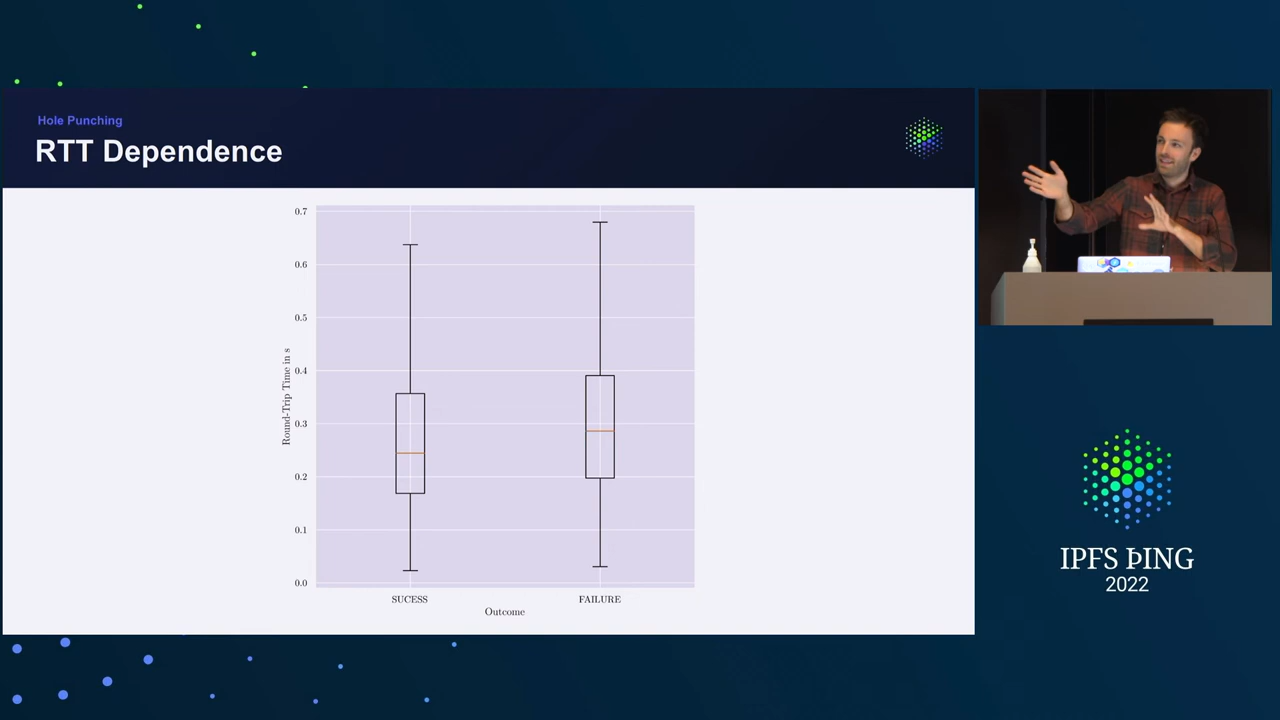 Hole Punching
RTT Dependence
0.7
0.6
0.5
0.4
0.3
0.2
0.1
0.0
Round-Trip Time in s
SUCESS
FAILURE
Outcome
IPFS ÞING
2022